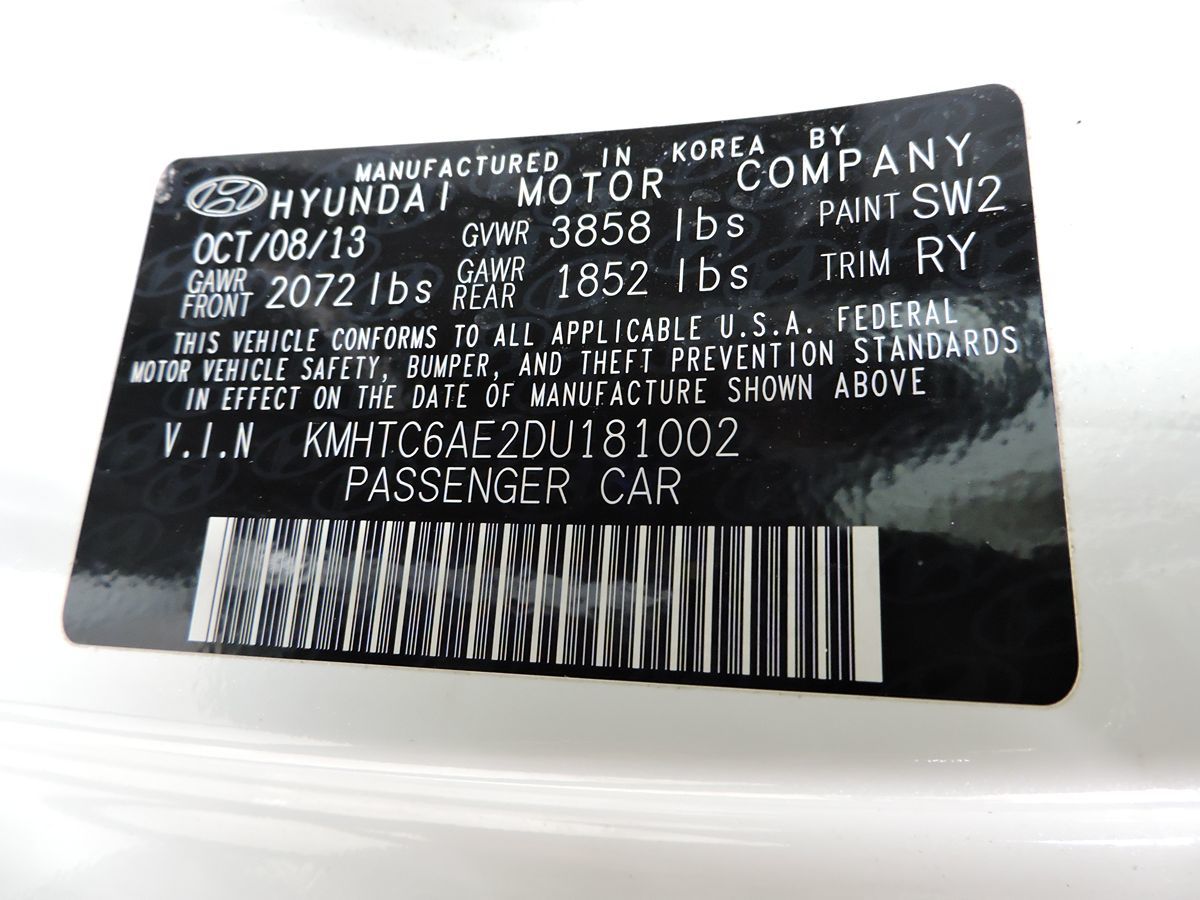 MANUFACTURED IN KOREA BY
HYUNDAI MOTOR COMPANY
OCT/08/13 GVWR 3858 lbs PAINT SW2
GAWR FRONT 2072 lbs GAWR REAR 1852 lbs TRIM RY
THIS VEHICLE CONFORMS TO ALL APPLICABLE U.S.A. FEDERAL
MOTOR VEHICLE SAFETY, BUMPER, AND THEFT PREVENTION STANDARDS
IN EFFECT ON THE DATE OF MANUFACTURE SHOWN ABOVE
V.I.N KMHTC6AE2DU181002
PASSENGER CAR